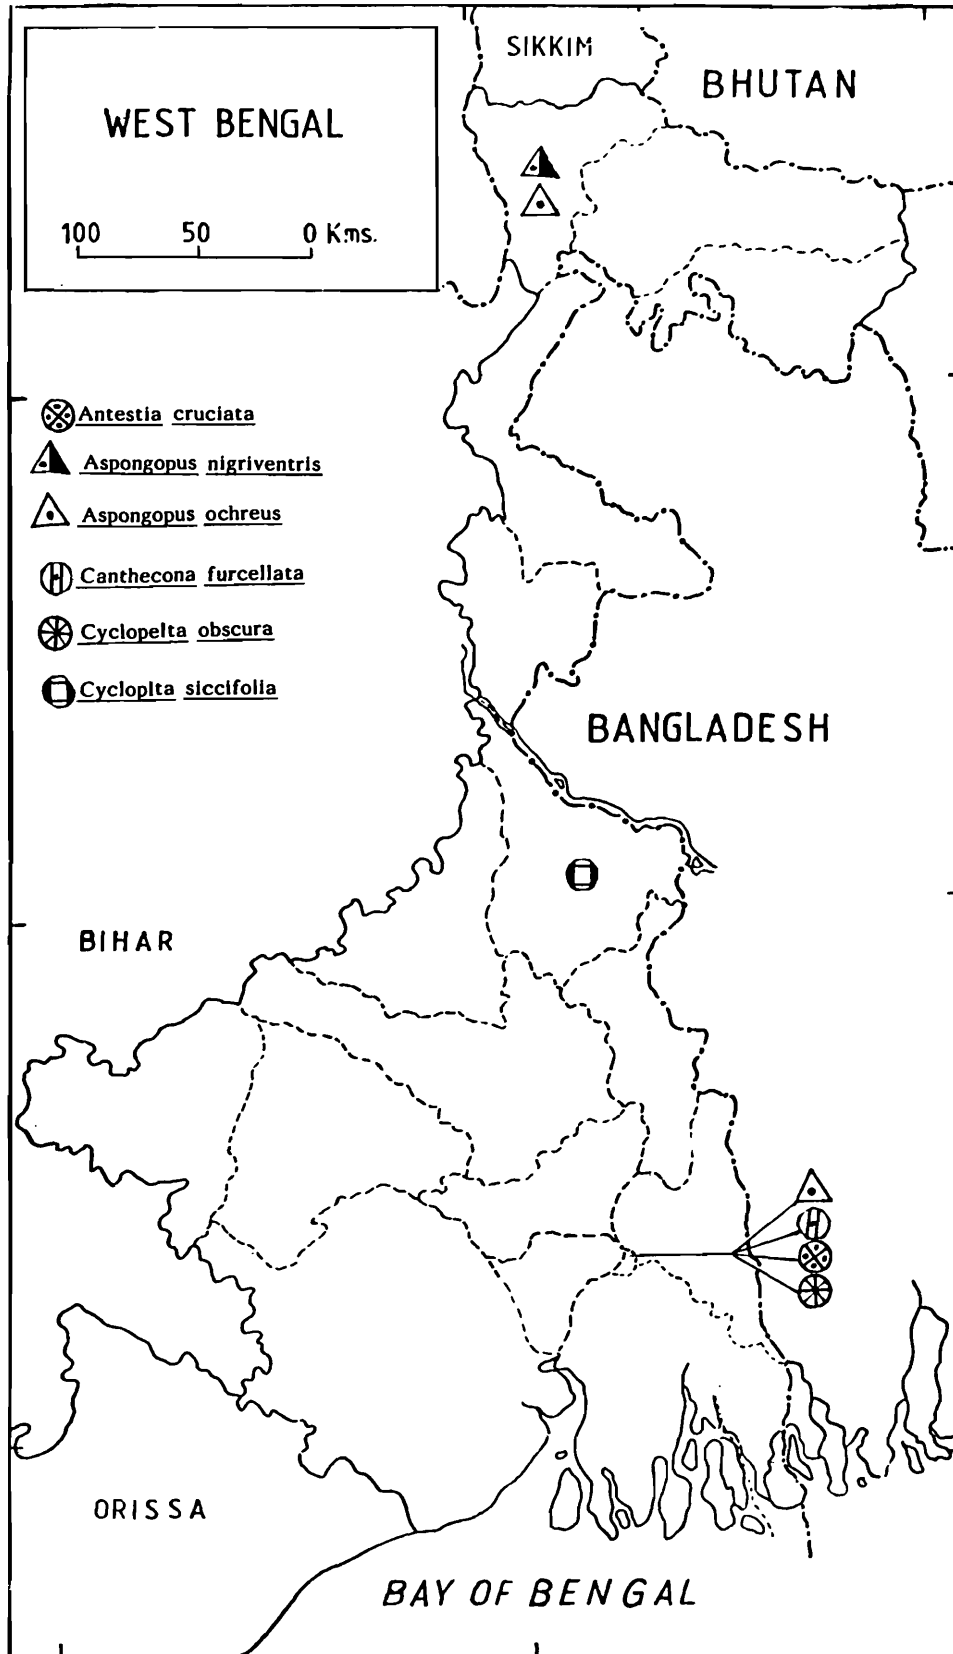 SIKKIM
BHUTAN
WEST BENGAL
100 50 0 Kms.
Antestia cruciata
Aspongopus nigriventris
Aspongopus ochreus
Canthecona furcellata
Cyclopelta obscura
Cycloplta siccifolia
BANGLADESH
BIHAR
ORISSA
BAY OF BENGAL